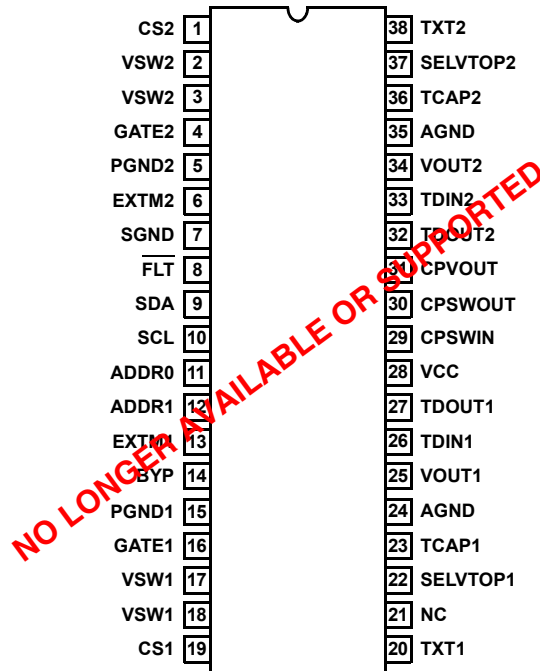 CS2 1 38 TXT2
VSW2 2 37 SELVTOP2
VSW2 3 36 TCAP2
GATE2 4 35 AGND
PGND2 5 34 VOUT2
EXTM2 6 33 TDIN2
SGND 7 32 TDOUT2
FLT 8 31 CPVOUT
SDA 9 30 CPSWOUT
SCL 10 29 CPSWIN
ADDR0 11 28 VCC
ADDR1 12 27 TDOUT1
EXTM1 13 26 TDIN1
BYP 14 25 VOUT1
PGND1 15 24 AGND
GATE1 16 23 TCAP1
VSW1 17 22 SELVTOP1
VSW1 18 21 NC
CS1 19 20 TXT1
NO LONGER AVAILABLE OR SUPPORTED